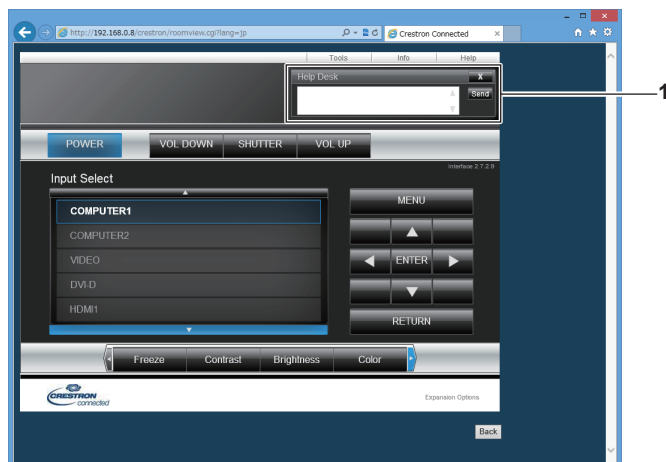 http://192.168.0.8/crestron/roomview.cgi?lang=jp
Crestron Connected
Tools Info Help
Help Desk X
Send
1
POWER VOL DOWN SHUTTER VOL UP
Interface 2.7.2.9
Input Select
COMPUTER1
COMPUTER2
VIDEO
DVI-D
HDMI1
MENU
ENTER
RETURN
Freeze Contrast Brightness Color
CRESTRON
connected
Expansion Options
Back